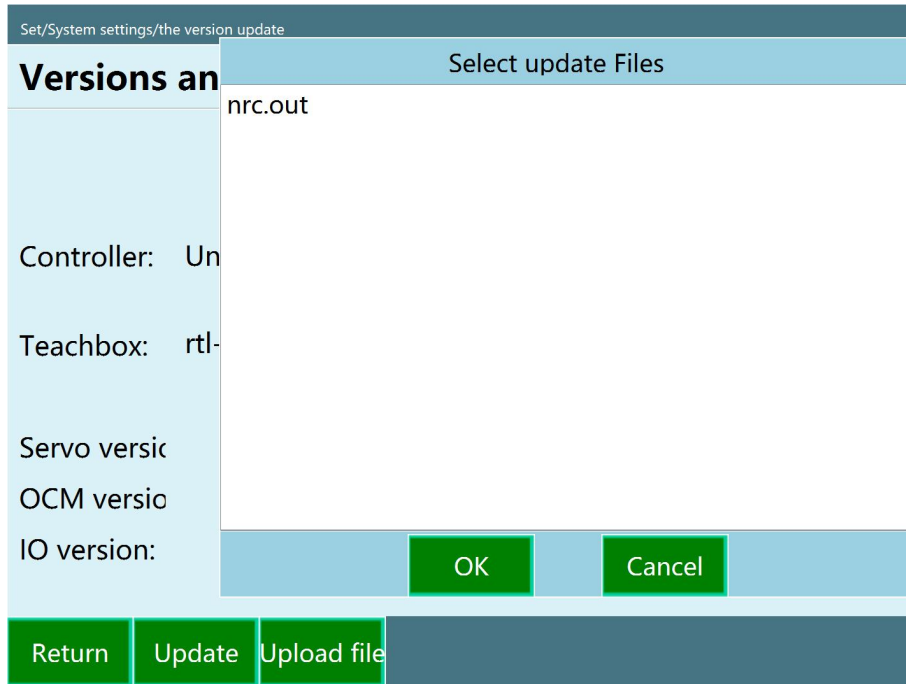 Set/System settings/the version update
Select update Files
Versions an
nrc.out
Controller: Un
Teachbox: rtl-
Servo versic
OCM versio
IO version:
OK Cancel
Return Update Upload file